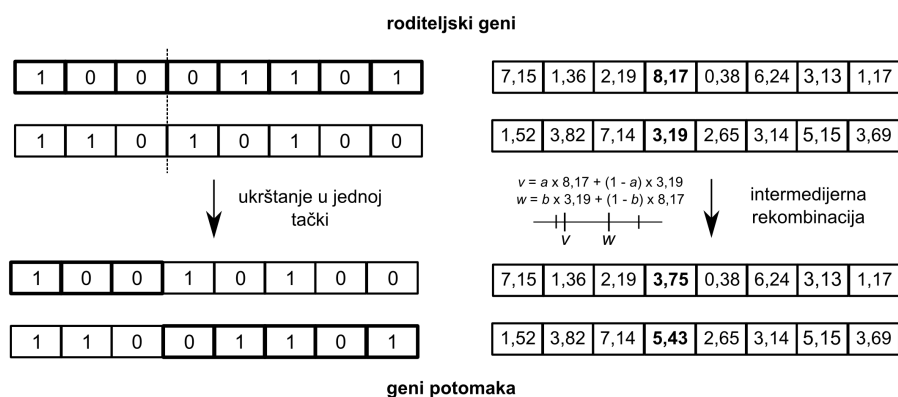 roditeljski geni
1 0 0 0 1 1 0 1
1 1 0 1 0 1 0 0
ukrštanje u jednoj
tački
1 0 0 1 0 1 0 0
1 1 0 0 1 1 0 1
7,15 1,36 2,19 8,17 0,38 6,24 3,13 1,17
1,52 3,82 7,14 3,19 2,65 3,14 5,15 3,69
v = a x 8,17 + (1 - a) x 3,19
w = b x 3,19 + (1 - b) x 8,17
v w
intermedijerna
rekombinacija
7,15 1,36 2,19 3,75 0,38 6,24 3,13 1,17
1,52 3,82 7,14 5,43 2,65 3,14 5,15 3,69
geni potomaka